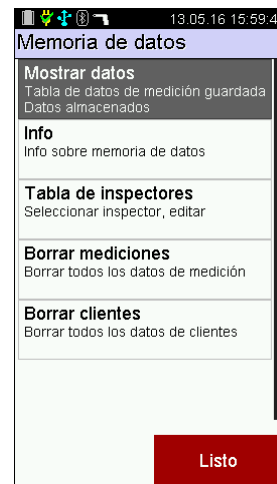 13.05.16 15:59:4
Memoria de datos
Mostrar datos
Tabla de datos de medición guardada
Datos almacenados
Info
Info sobre memoria de datos
Tabla de inspectores
Seleccionar inspector, editar
Borrar mediciones
Borrar todos los datos de medición
Borrar clientes
Borrar todos los datos de clientes
Listo